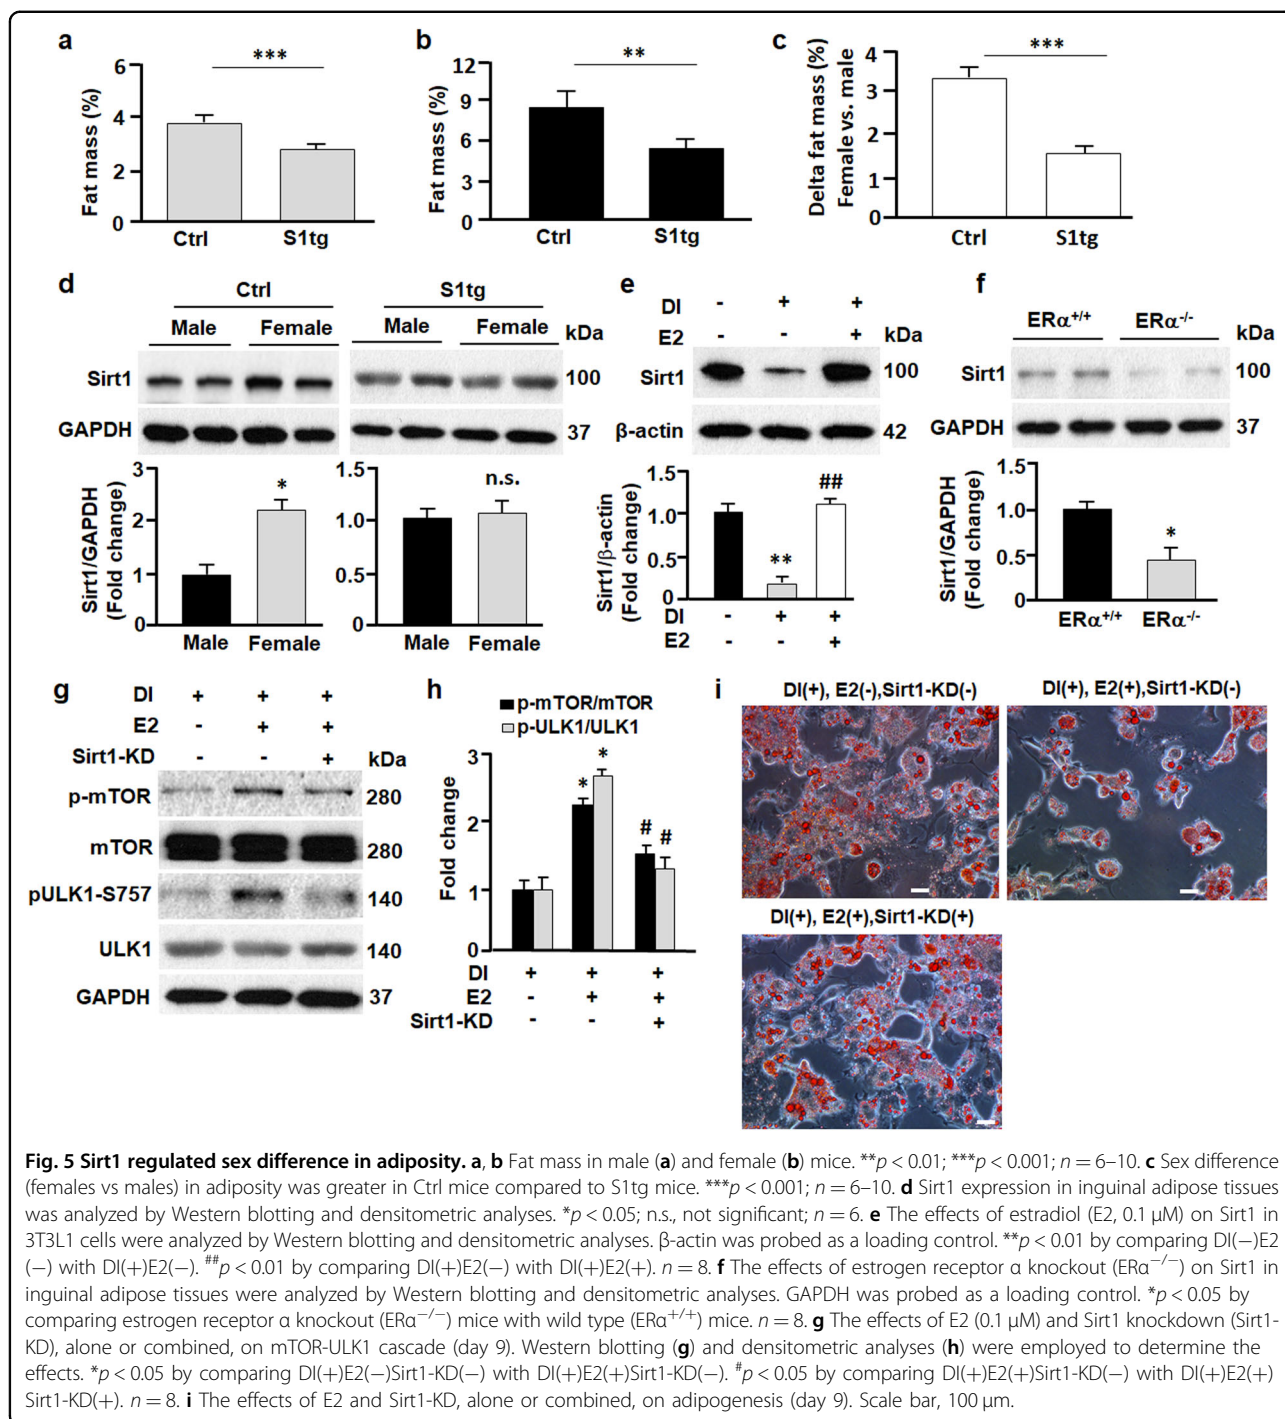 a
***
Fat mass (%)
6
4
2
0
Ctrl S1tg
b
**
Fat mass (%)
12
9
6
3
0
Ctrl S1tg
c
***
Delta fat mass (%)
Female vs. male
4
3
2
1
0
Ctrl S1tg
d
Ctrl S1tg
Male Female Male Female kDa
Sirt1 100
GAPDH 37
Sirt1/GAPDH
(Fold change)
3
2
1
0
*
Male Female
1.5
1.0
0.5
0
n.s.
Male Female
e
DI - + +
E2 - - + kDa
Sirt1 100
β-actin 42
Sirt1/β-actin
(Fold change)
1.5
1.0
0.5
0
**
##
DI - + +
E2 - - +
f
ERα+/+ ERα-/- kDa
Sirt1 100
GAPDH 37
Sirt1/GAPDH
(Fold change)
1.5
1.0
0.5
0
*
ERα+/+ ERα-/-
g
DI + + +
E2 - + +
Sirt1-KD - - + kDa
p-mTOR 280
mTOR 280
pULK1-S757 140
ULK1 140
GAPDH 37
h
p-mTOR/mTOR
p-ULK1/ULK1
Fold change
3
2
1
0
* *
# #
DI + + +
E2 - + +
Sirt1-KD - - +
i
DI(+), E2(-),Sirt1-KD(-)
DI(+), E2(+),Sirt1-KD(-)
DI(+), E2(+),Sirt1-KD(+)
Fig. 5 Sirt1 regulated sex difference in adiposity. a, b Fat mass in male (a) and female (b) mice. **p < 0.01; ***p < 0.001; n = 6–10. c Sex difference
(females vs males) in adiposity was greater in Ctrl mice compared to S1tg mice. ***p < 0.001; n = 6–10. d Sirt1 expression in inguinal adipose tissues
was analyzed by Western blotting and densitometric analyses. *p < 0.05; n.s., not significant; n = 6. e The effects of estradiol (E2, 0.1 μM) on Sirt1 in
3T3L1 cells were analyzed by Western blotting and densitometric analyses. β-actin was probed as a loading control. **p < 0.01 by comparing DI(−)E2
(−) with DI(+)E2(−). ##p < 0.01 by comparing DI(+)E2(−) with DI(+)E2(+). n = 8. f The effects of estrogen receptor α knockout (ERα−/−) on Sirt1 in
inguinal adipose tissues were analyzed by Western blotting and densitometric analyses. GAPDH was probed as a loading control. *p < 0.05 by
comparing estrogen receptor α knockout (ERα−/−) mice with wild type (ERα+/+) mice. n = 8. g The effects of E2 (0.1 μM) and Sirt1 knockdown (Sirt1-
KD), alone or combined, on mTOR-ULK1 cascade (day 9). Western blotting (g) and densitometric analyses (h) were employed to determine the
effects. *p < 0.05 by comparing DI(+)E2(−)Sirt1-KD(−) with DI(+)E2(+)Sirt1-KD(−). #p < 0.05 by comparing DI(+)E2(+)Sirt1-KD(−) with DI(+)E2(+)
Sirt1-KD(+). n = 8. i The effects of E2 and Sirt1-KD, alone or combined, on adipogenesis (day 9). Scale bar, 100 μm.